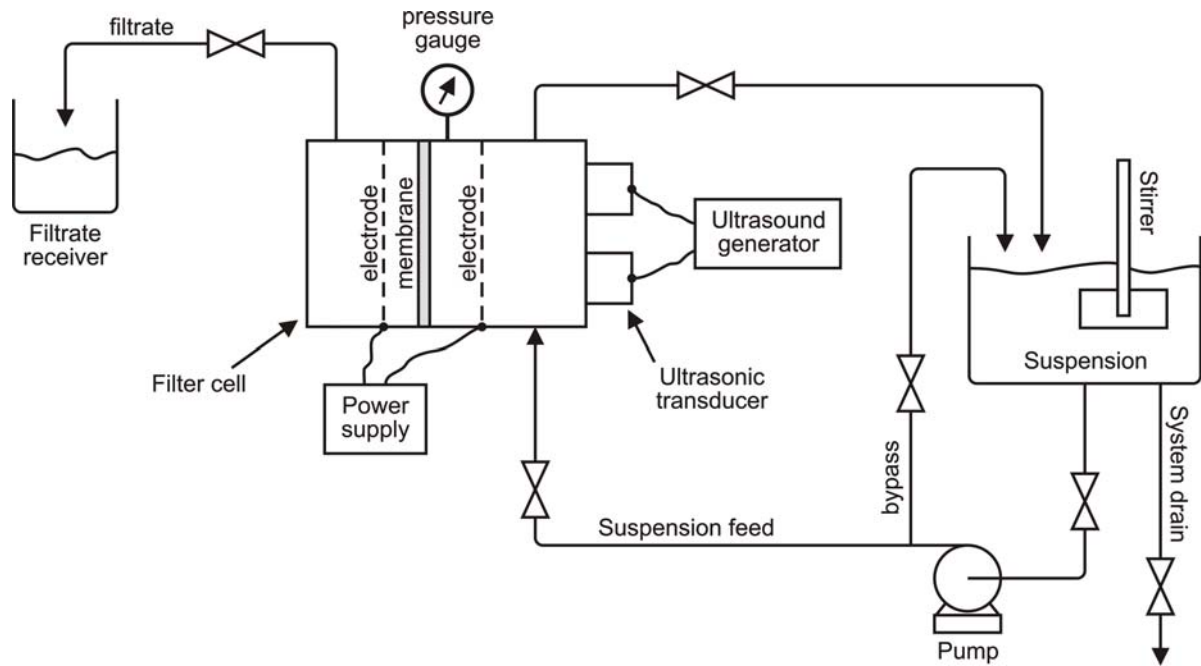 filtrate
pressure
gauge
Filtrate
receiver
electrode
membrane
electrode
Ultrasound
generator
Stirrer
Suspension
Filter cell
Power
supply
Ultrasonic
transducer
bypass
System drain
Suspension feed
Pump